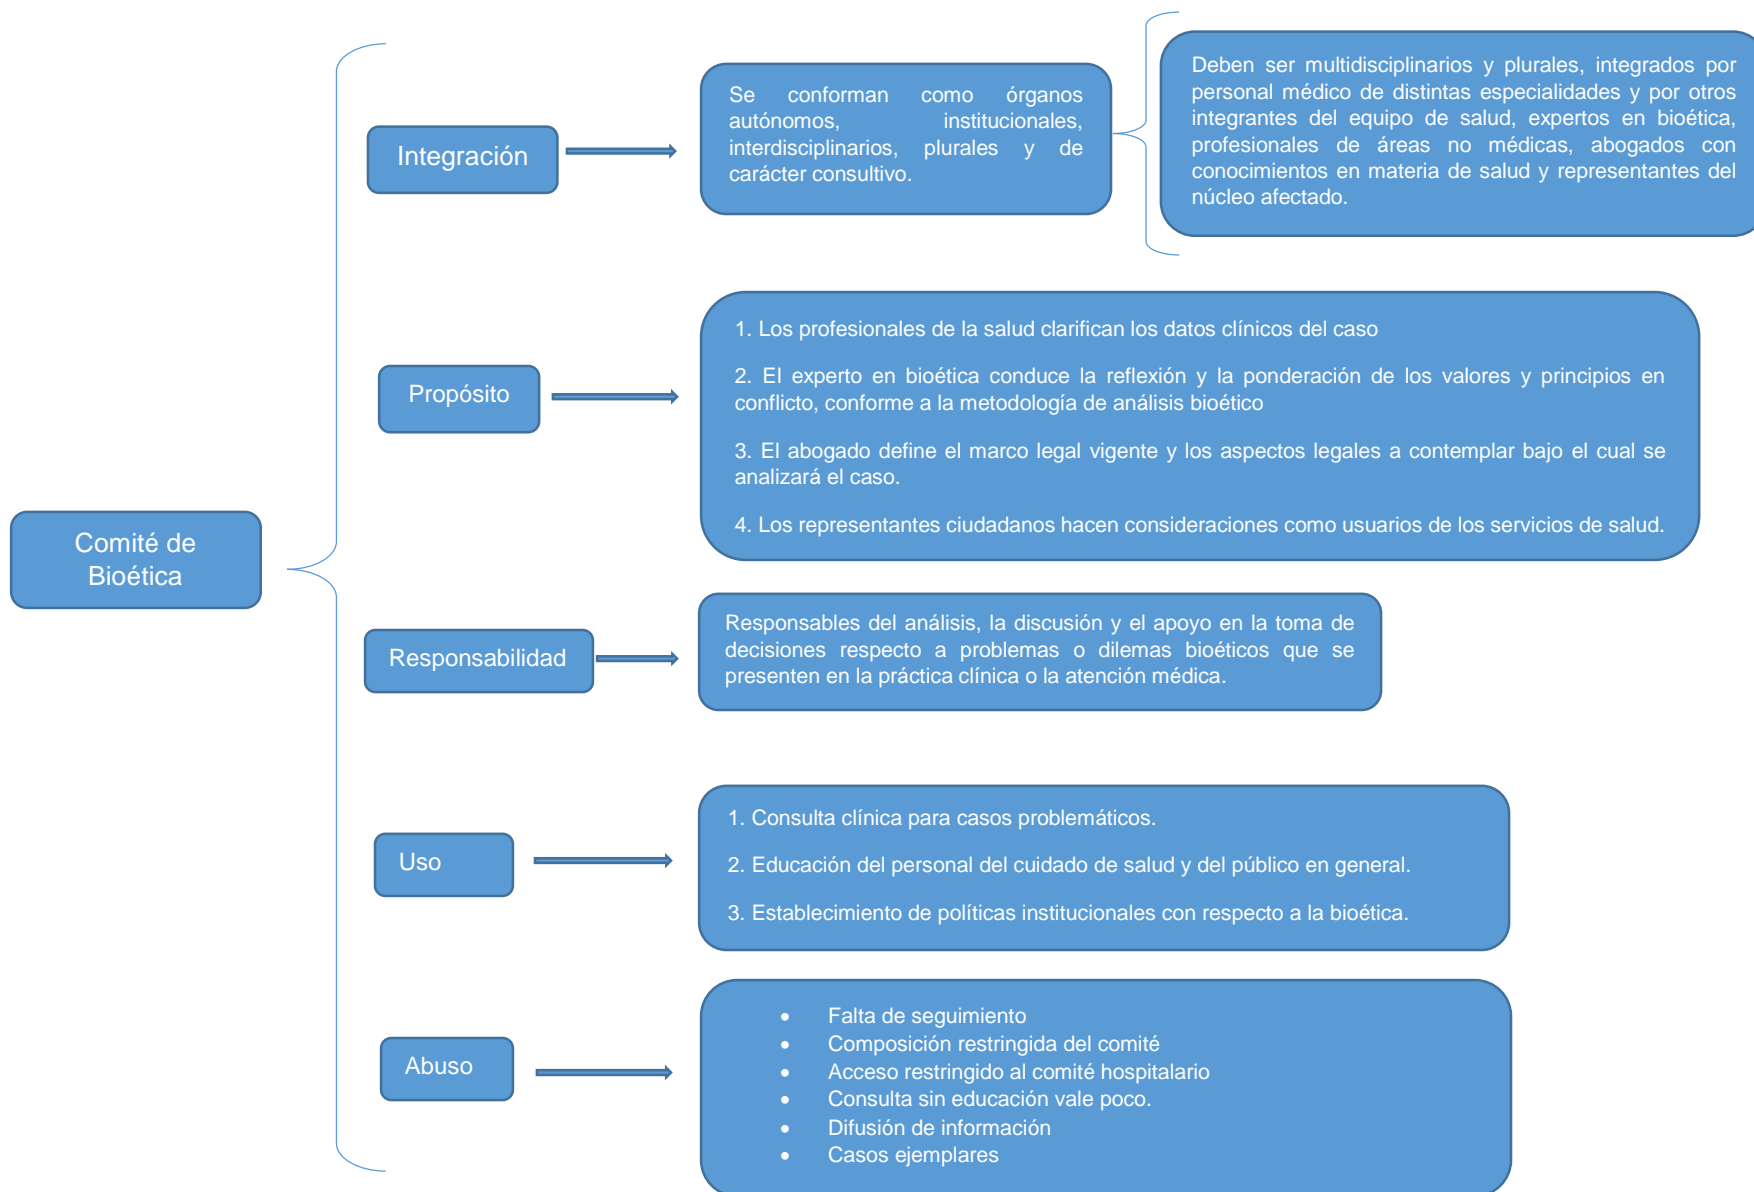 Comité de
Bioética
Integración
Se conforman como órganos
autónomos, institucionales,
interdisciplinarios, plurales y de
carácter consultivo.
Deben ser multidisciplinarios y plurales, integrados por
personal médico de distintas especialidades y por otros
integrantes del equipo de salud, expertos en bioética,
profesionales de áreas no médicas, abogados con
conocimientos en materia de salud y representantes del
núcleo afectado.
Propósito
1. Los profesionales de la salud clarifican los datos clínicos del caso
2. El experto en bioética conduce la reflexión y la ponderación de los valores y principios en
conflicto, conforme a la metodología de análisis bioético
3. El abogado define el marco legal vigente y los aspectos legales a contemplar bajo el cual se
analizará el caso.
4. Los representantes ciudadanos hacen consideraciones como usuarios de los servicios de salud.
Responsabilidad
Responsables del análisis, la discusión y el apoyo en la toma de
decisiones respecto a problemas o dilemas bioéticos que se
presenten en la práctica clínica o la atención médica.
Uso
1. Consulta clínica para casos problemáticos.
2. Educación del personal del cuidado de salud y del público en general.
3. Establecimiento de políticas institucionales con respecto a la bioética.
Abuso
• Falta de seguimiento
• Composición restringida del comité
• Acceso restringido al comité hospitalario
• Consulta sin educación vale poco.
• Difusión de información
• Casos ejemplares